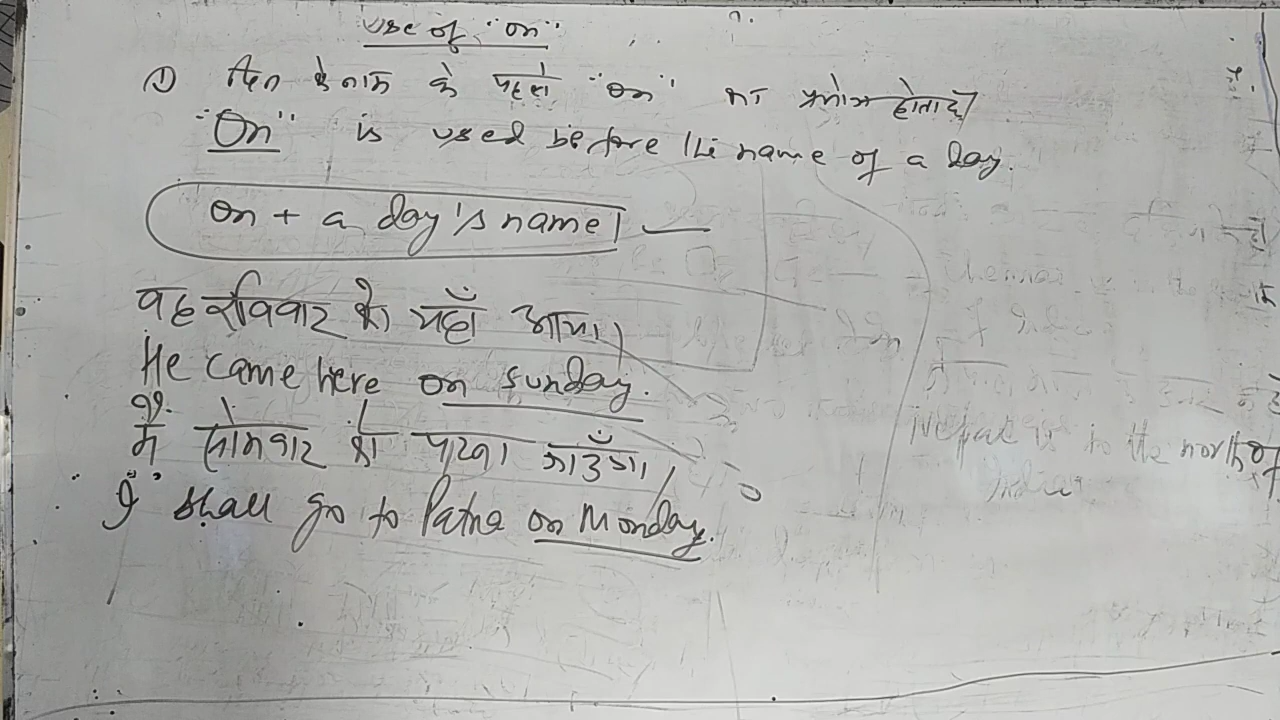 Use of "on"
① दिन के नाम के पहले "on" का प्रयोग होता है।
"On" is used before the name of a day.
on + a day's name
वह रविवार को यहाँ आया।
He came here on sunday.
मैं सोमवार को पटना जाउँगा।
I shall go to Patna on Monday.
Nepal is to the north of
India